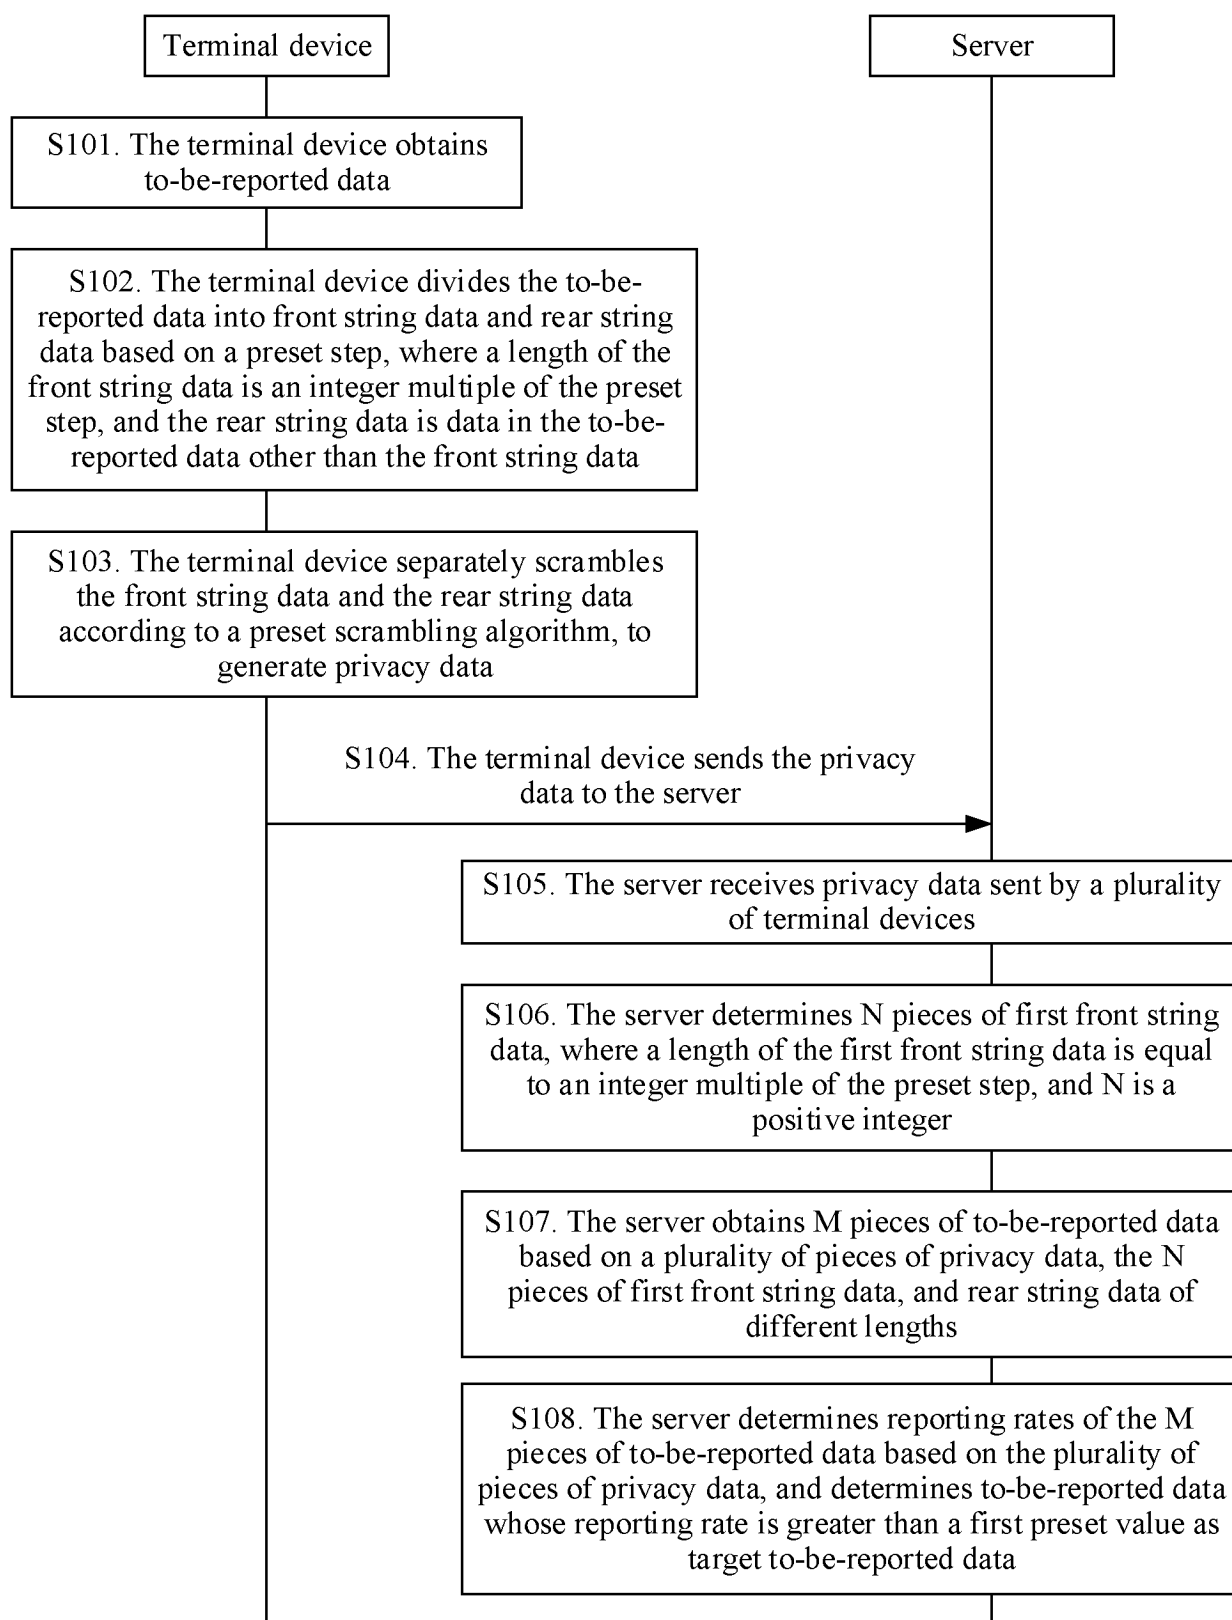 Terminal device
Server
S101. The terminal device obtains
to-be-reported data
S102. The terminal device divides the to-be-
reported data into front string data and rear string
data based on a preset step, where a length of the
front string data is an integer multiple of the preset
step, and the rear string data is data in the to-be-
reported data other than the front string data
S103. The terminal device separately scrambles
the front string data and the rear string data
according to a preset scrambling algorithm, to
generate privacy data
S104. The terminal device sends the privacy
data to the server
S105. The server receives privacy data sent by a plurality
of terminal devices
S106. The server determines N pieces of first front string
data, where a length of the first front string data is equal
to an integer multiple of the preset step, and N is a
positive integer
S107. The server obtains M pieces of to-be-reported data
based on a plurality of pieces of privacy data, the N
pieces of first front string data, and rear string data of
different lengths
S108. The server determines reporting rates of the M
pieces of to-be-reported data based on the plurality of
pieces of privacy data, and determines to-be-reported data
whose reporting rate is greater than a first preset value as
target to-be-reported data